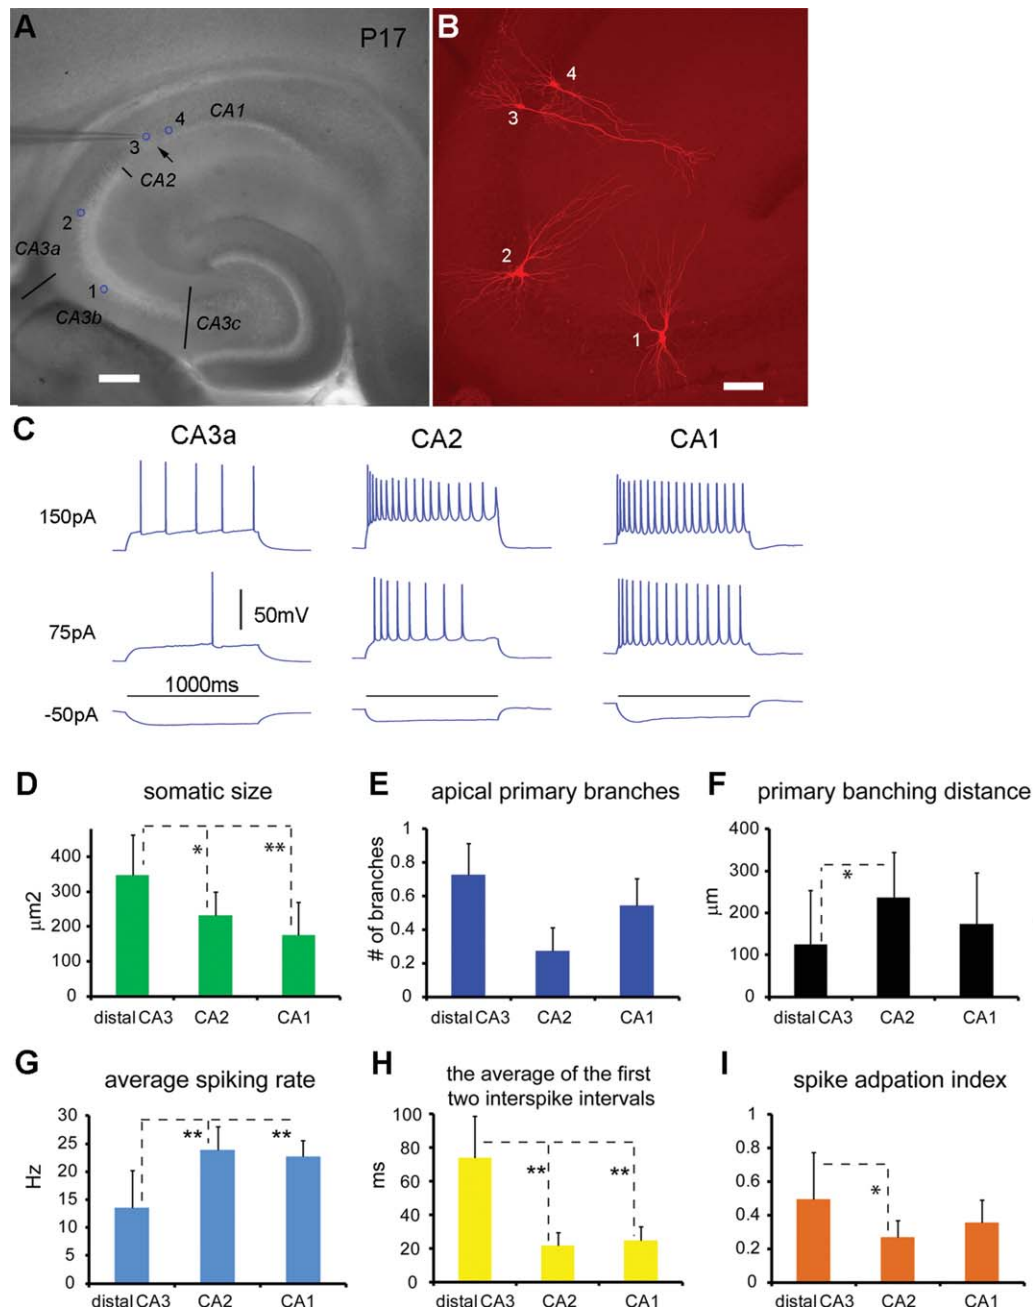 A
P17
CA1
4
3
CA2
2
CA3a
1
CA3b
CA3c
B
4
3
2
1
C
CA3a CA2 CA1
150pA
75pA
50mV
1000ms
-50pA
D somatic size
µm2
400
300
200
100
0
* **
distal CA3 CA2 CA1
E apical primary branches
# of branches
1
0.8
0.6
0.4
0.2
0
distal CA3 CA2 CA1
F primary banching distance
µm
400
300
200
100
0
*
distal CA3 CA2 CA1
G average spiking rate
Hz
30
25
20
15
10
5
0
** **
distal CA3 CA2 CA1
H the average of the first
two interspike intervals
ms
100
80
60
40
20
0
** **
distal CA3 CA2 CA1
I spike adpation index
1
0.8
0.6
0.4
0.2
0
*
distal CA3 CA2 CA1